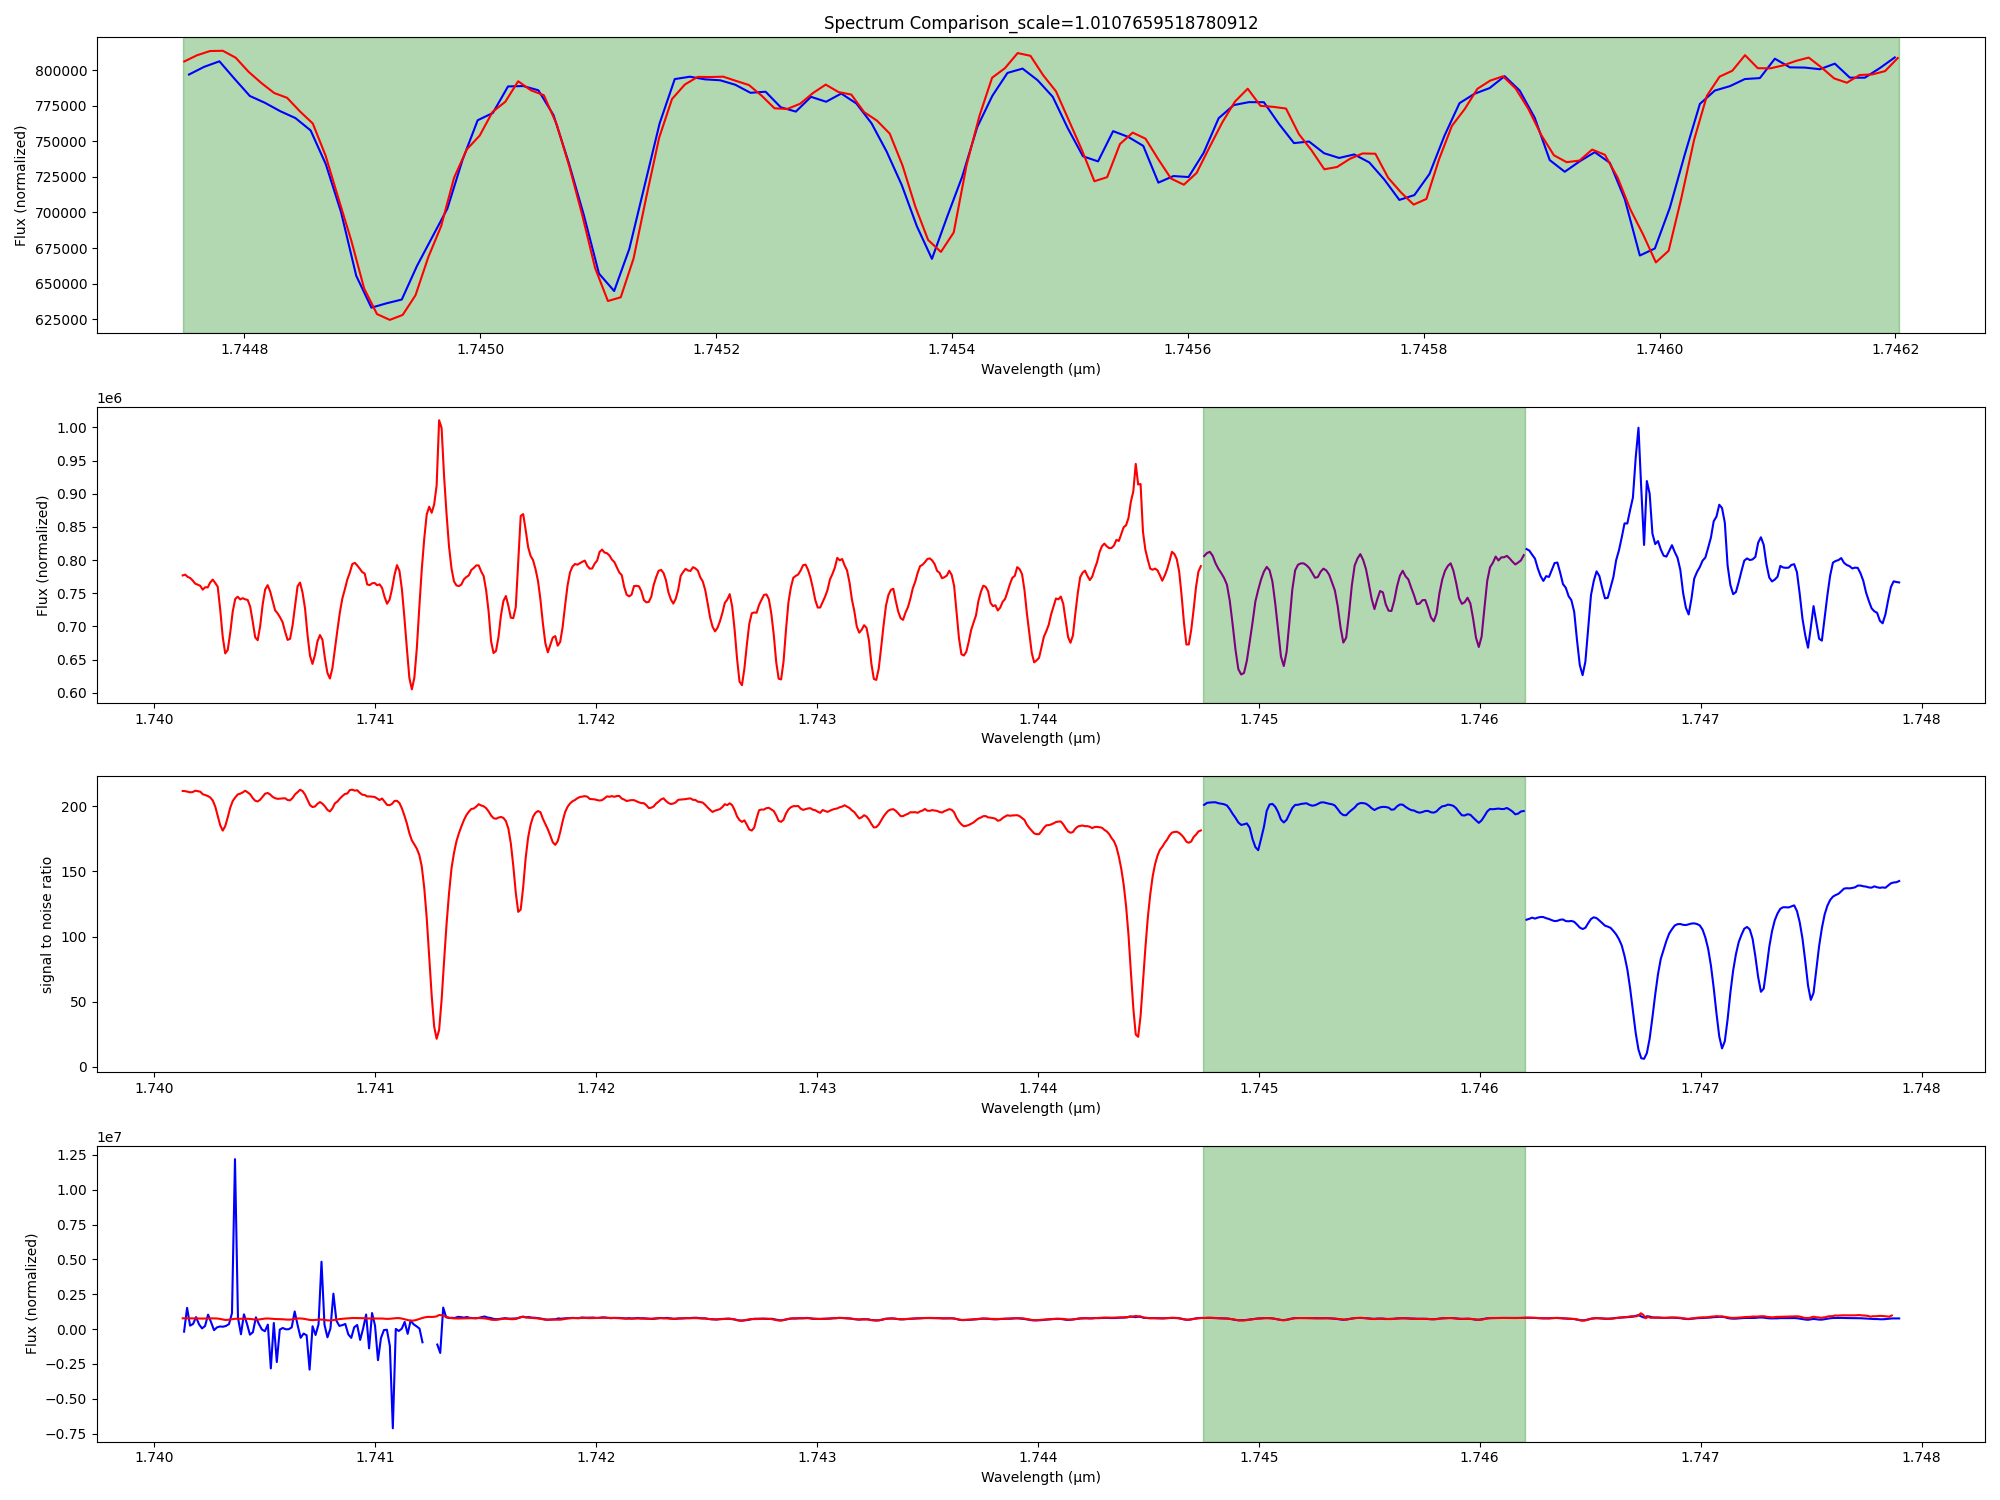 Spectrum Comparison_scale=1.0107659518780912
Flux (normalized)
800000
775000
750000
725000
700000
675000
650000
625000
1.7448 1.7450 1.7452 1.7454 1.7456 1.7458 1.7460 1.7462
Wavelength (μm)
1e6
Flux (normalized)
1.00
0.95
0.90
0.85
0.80
0.75
0.70
0.65
0.60
1.740 1.741 1.742 1.743 1.744 1.745 1.746 1.747 1.748
Wavelength (μm)
signal to noise ratio
200
150
100
50
0
1.740 1.741 1.742 1.743 1.744 1.745 1.746 1.747 1.748
Wavelength (μm)
1e7
Flux (normalized)
1.25
1.00
0.75
0.50
0.25
0.00
−0.25
−0.50
−0.75
1.740 1.741 1.742 1.743 1.744 1.745 1.746 1.747 1.748
Wavelength (μm)